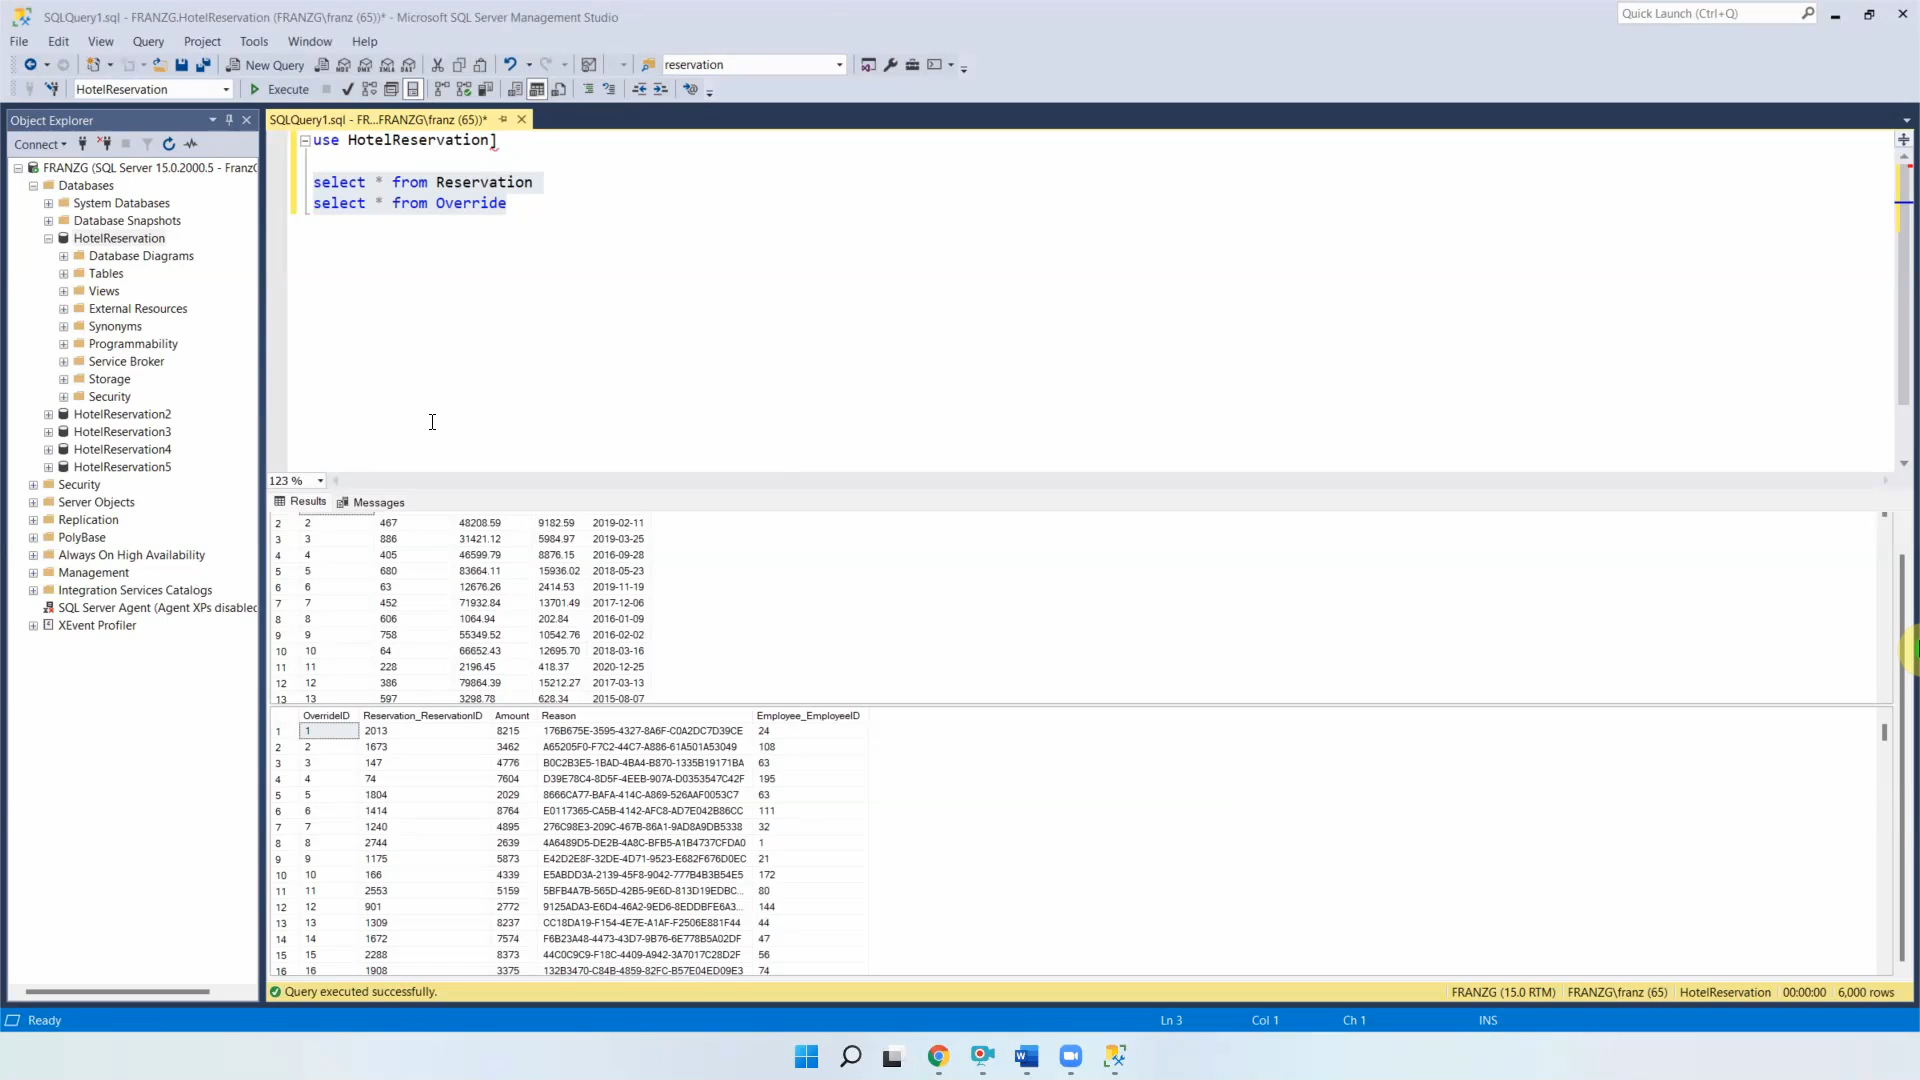 SQLQuery1.sql - FRANZG.HotelReservation (FRANZG\franz (65))* - Microsoft SQL Server Management Studio
Quick Launch (Ctrl+Q)
File Edit View Query Project Tools Window Help
New Query
reservation
HotelReservation
Execute
Object Explorer
SQLQuery1.sql - FR...FRANZG\franz (65))*
Connect
FRANZG (SQL Server 15.0.2000.5 - Franz
Databases
System Databases
Database Snapshots
HotelReservation
Database Diagrams
Tables
Views
External Resources
Synonyms
Programmability
Service Broker
Storage
Security
HotelReservation2
HotelReservation3
HotelReservation4
HotelReservation5
Security
Server Objects
Replication
PolyBase
Always On High Availability
Management
Integration Services Catalogs
SQL Server Agent (Agent XPs disabled
XEvent Profiler
use HotelReservation]
select * from Reservation
select * from Override
123 %
Results Messages
2 2 467 48208.59 9182.59 2019-02-11
3 3 886 31421.12 5984.97 2019-03-25
4 4 405 46599.79 8876.15 2016-09-28
5 5 680 83664.11 15936.02 2018-05-23
6 6 63 12676.26 2414.53 2019-11-19
7 7 452 71932.84 13701.49 2017-12-06
8 8 606 1064.94 202.84 2016-01-09
9 9 758 55349.52 10542.76 2016-02-02
10 10 64 66652.43 12695.70 2018-03-16
11 11 228 2196.45 418.37 2020-12-25
12 12 386 79864.39 15212.27 2017-03-13
13 13 597 3298.78 628.34 2015-08-07
OverrideID Reservation_ReservationID Amount Reason Employee_EmployeeID
1 1 2013 8215 176B675E-3595-4327-8A6F-C0A2DC7D39CE 24
2 2 1673 3462 A65205F0-F7C2-44C7-A886-61A501A53049 108
3 3 147 4776 B0C2B3E5-1BAD-4BA4-B870-1335B19171BA 63
4 4 74 7604 D39E78C4-8D5F-4EEB-907A-D0353547C42F 195
5 5 1804 2029 8666CA77-BAFA-414C-A869-526AAF0053C7 63
6 6 1414 8764 E0117365-CA5B-4142-AFC8-AD7E042B86CC 111
7 7 1240 4895 276C98E3-209C-467B-86A1-9AD8A9DB5338 32
8 8 2744 2639 4A6489D5-DE2B-4A8C-BFB5-A1B4737CFDA0 1
9 9 1175 5873 E42D2E8F-32DE-4D71-9523-E682F676D0EC 21
10 10 166 4339 E5ABDD3A-2139-45F8-9042-777B4B3B54E5 172
11 11 2553 5159 5BFB4A7B-565D-42B5-9E6D-813D19EDBC... 80
12 12 901 2772 9125ADA3-E6D4-46A2-9ED6-8EDDBFE6A3... 144
13 13 1309 8237 CC18DA19-F154-4E7E-A1AF-F2506E881F44 44
14 14 1672 7574 F6B23A48-4473-43D7-9B76-6E778B5A02DF 47
15 15 2288 8373 44C0C9C9-F18C-4409-A942-3A7017C28D2F 56
16 16 1908 3375 132B3470-C84B-4859-82FC-B57E04ED09E3 74
Query executed successfully. FRANZG (15.0 RTM) FRANZG\franz (65) HotelReservation 00:00:00 6,000 rows
Ready Ln 3 Col 1 Ch 1 INS